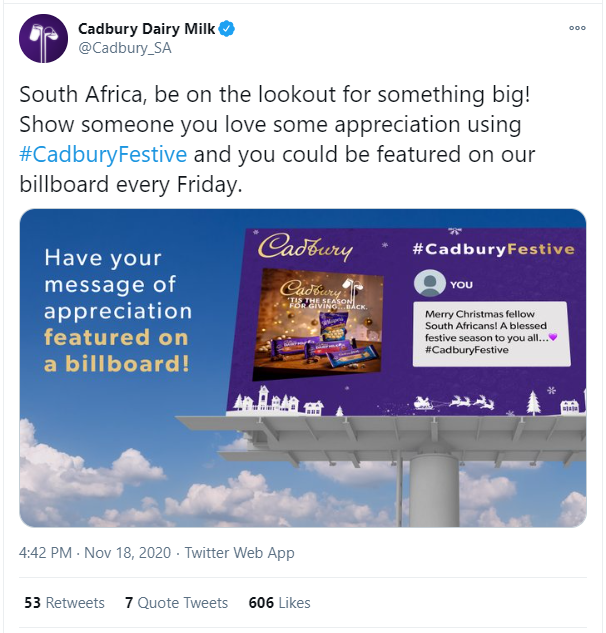 Cadbury Dairy Milk
@Cadbury_SA
South Africa, be on the lookout for something big!
Show someone you love some appreciation using
#CadburyFestive and you could be featured on our
billboard every Friday.
Have your
message of
appreciation
featured on
a billboard!
Cadbury
Cadbury
'TIS THE SEASON
FOR GIVING...BACK.
#CadburyFestive
YOU
Merry Christmas fellow
South Africans! A blessed
festive season to you all...💜
#CadburyFestive
4:42 PM · Nov 18, 2020 · Twitter Web App
53 Retweets 7 Quote Tweets 606 Likes